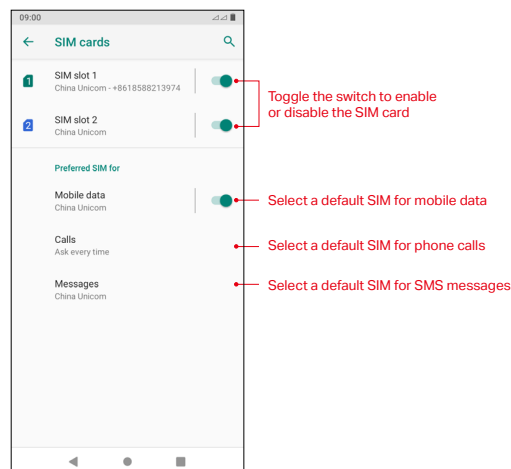 09:00
SIM cards
1
SIM slot 1
China Unicom - +8618588213974
2
SIM slot 2
China Unicom
Toggle the switch to enable
or disable the SIM card
Preferred SIM for
Mobile data
China Unicom
Select a default SIM for mobile data
Calls
Ask every time
Select a default SIM for phone calls
Messages
China Unicom
Select a default SIM for SMS messages